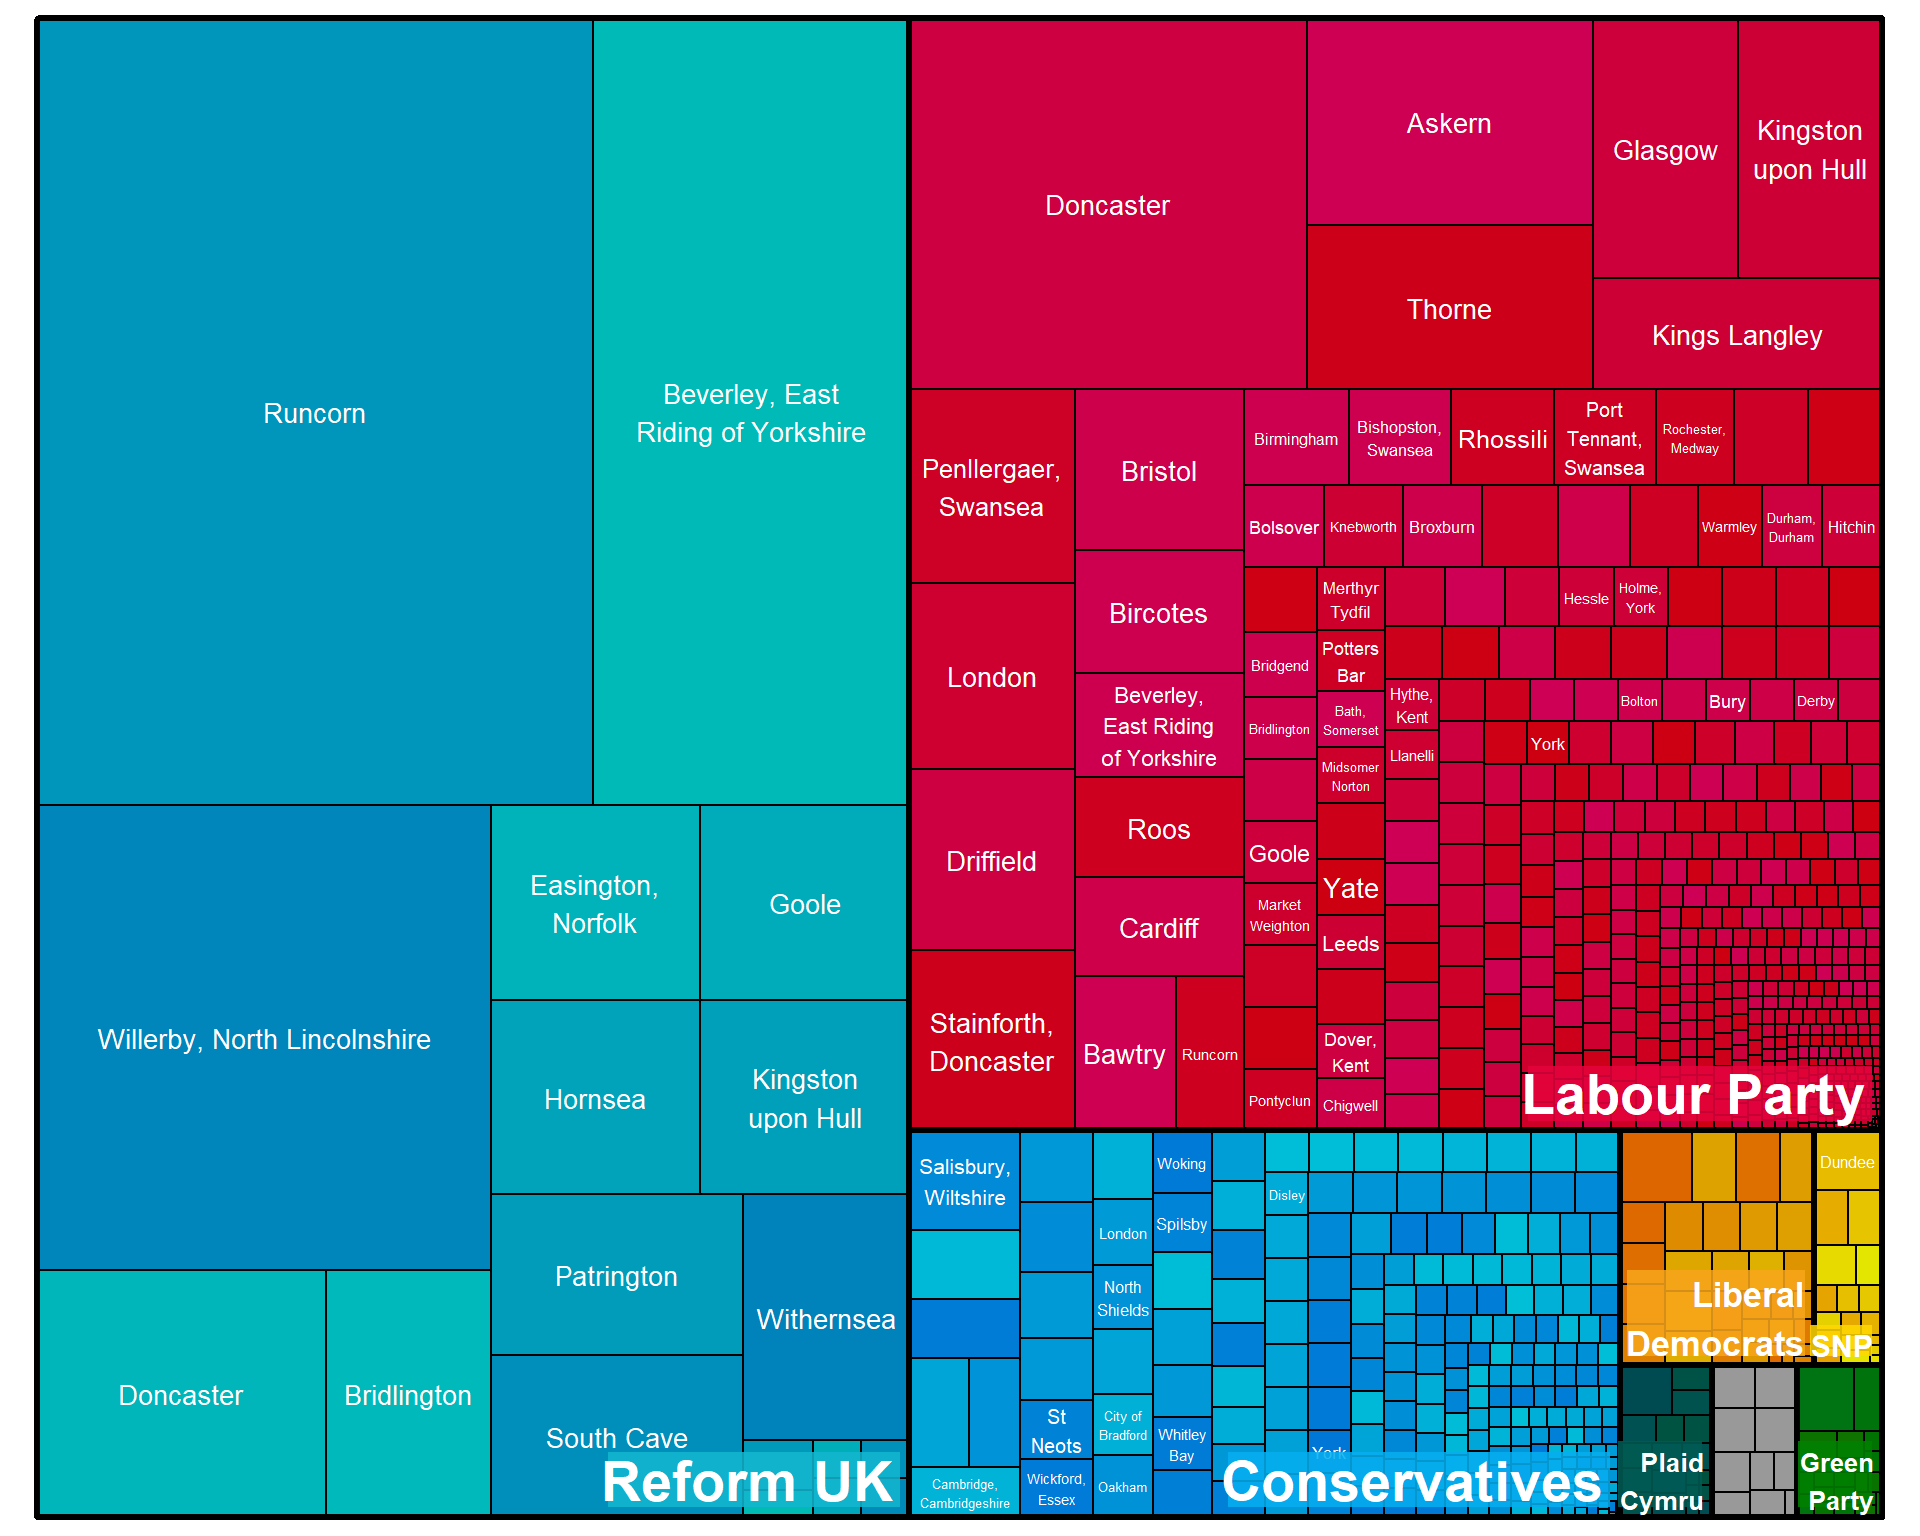 Runcorn
Beverley, East
Riding of Yorkshire
Willerby, North Lincolnshire
Easington,
Norfolk
Goole
Hornsea
Kingston
upon Hull
Patrington
Withernsea
Doncaster
Bridlington
South Cave
Reform UK
Doncaster
Askern
Thorne
Glasgow
Kingston
upon Hull
Kings Langley
Penllergaer,
Swansea
London
Driffield
Stainforth,
Doncaster
Bristol
Bircotes
Beverley,
East Riding
of Yorkshire
Roos
Cardiff
Bawtry
Runcorn
Birmingham
Bishopston,
Swansea
Rhossili
Port
Tennant,
Swansea
Rochester,
Medway
Bolsover
Knebworth
Broxburn
Warmley
Durham,
Durham
Hitchin
Merthyr
Tydfil
Hessle
Holme,
York
Bridgend
Potters
Bar
Bridlington
Bath,
Somerset
Hythe,
Kent
Bolton
Bury
Derby
Midsomer
Norton
Llanelli
York
Goole
Yate
Market
Weighton
Leeds
Dover,
Kent
Pontyclun
Chigwell
Labour Party
Salisbury,
Wiltshire
Woking
Spilsby
London
Disley
North
Shields
St
Neots
City of
Bradford
Whitley
Bay
York
Cambridge,
Cambridgeshire
Wickford,
Essex
Oakham
Conservatives
Liberal
Democrats
Dundee
SNP
Plaid
Cymru
Green
Party